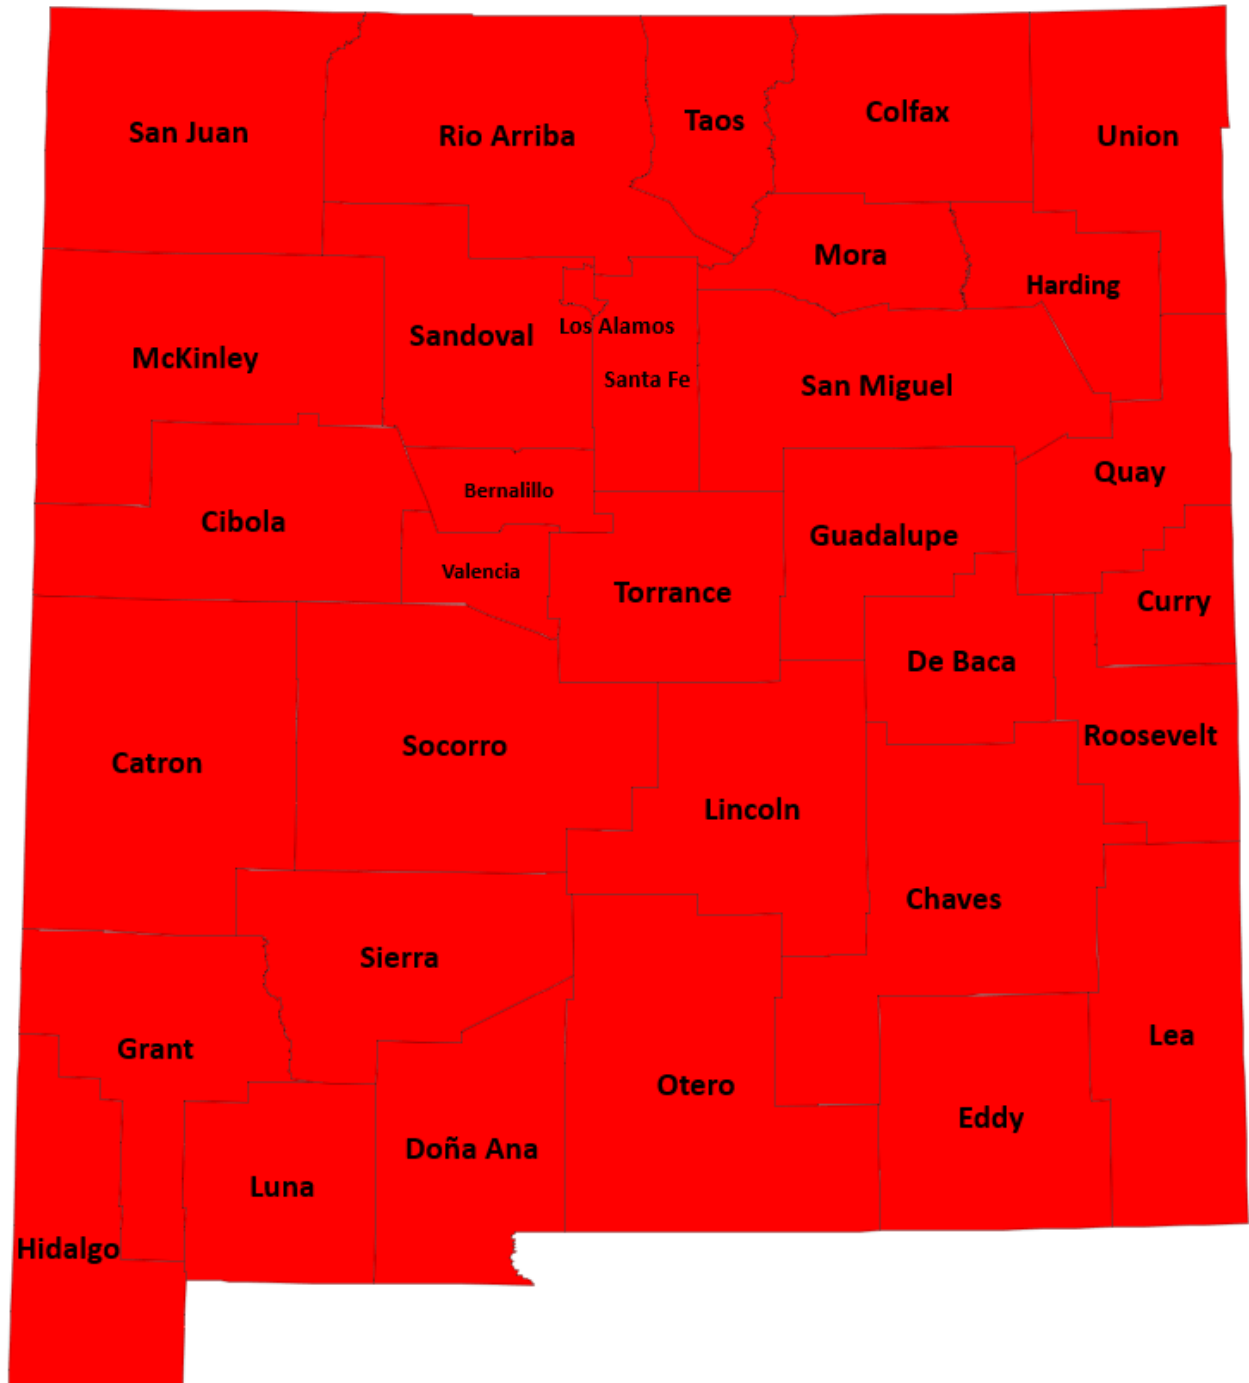 San Juan
Rio Arriba
Taos
Colfax
Union
Mora
Harding
Sandoval
Los Alamos
McKinley
Santa Fe
San Miguel
Quay
Bernalillo
Cibola
Guadalupe
Valencia
Torrance
Curry
De Baca
Roosevelt
Socorro
Catron
Lincoln
Chaves
Sierra
Lea
Grant
Otero
Eddy
Doña Ana
Luna
Hidalgo